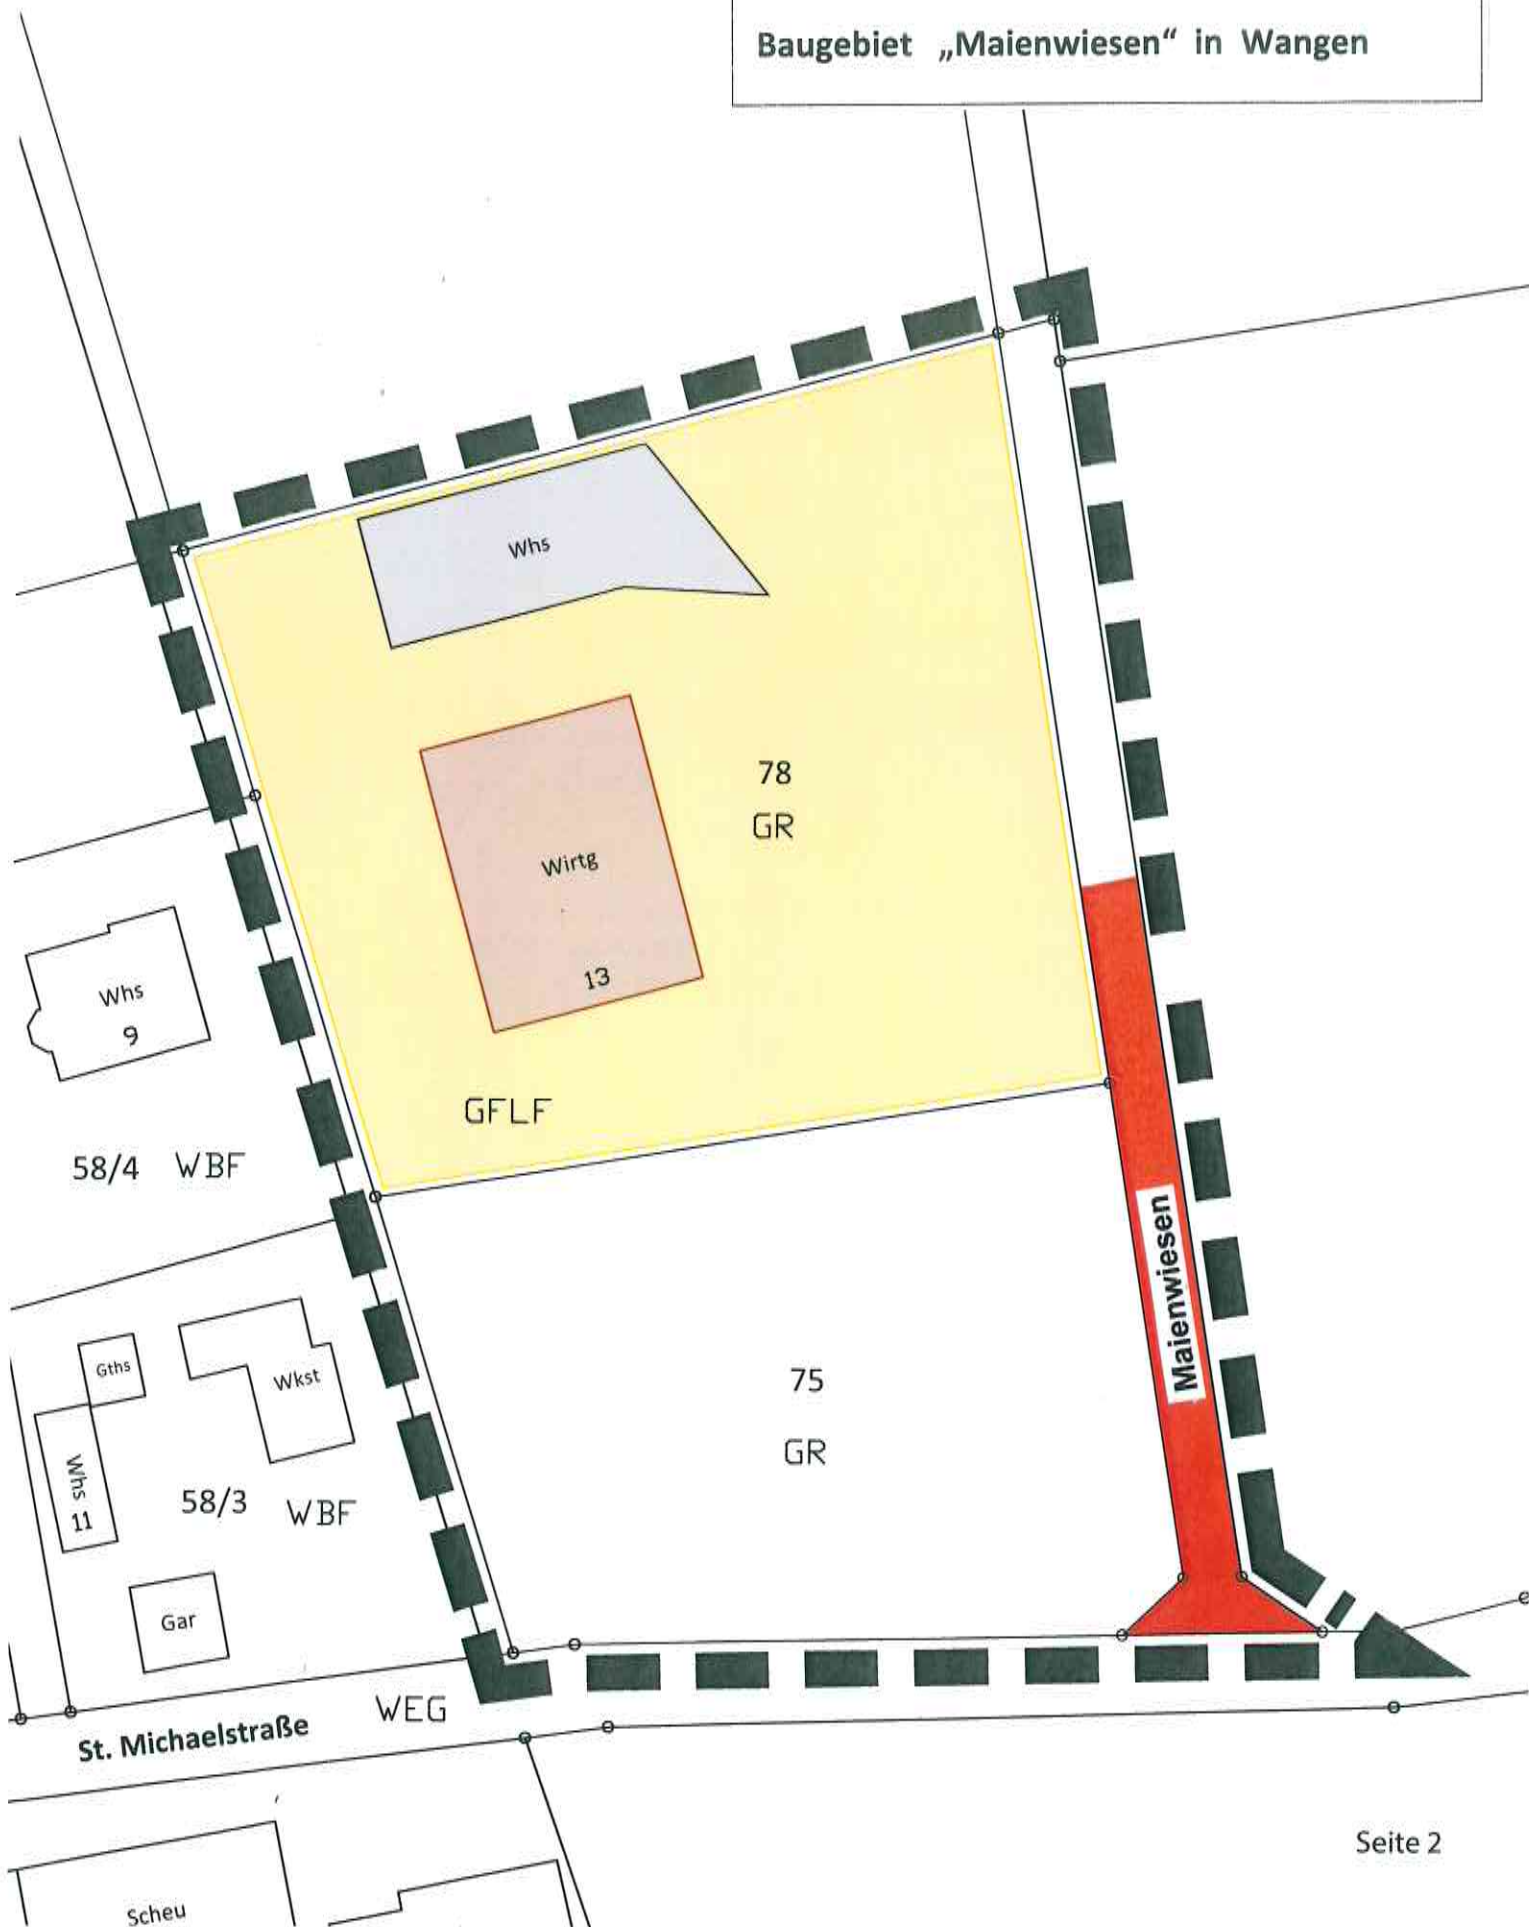 Baugebiet „Maienwiesen“ in Wangen
Whs
78
GR
Wirtg
13
Whs
9
GFLF
58/4 WBF
Maienwiesen
Gths
Wkst
75
GR
Whs
11
58/3 WBF
Gar
WEG
St. Michaelstraße
Seite 2
Scheu